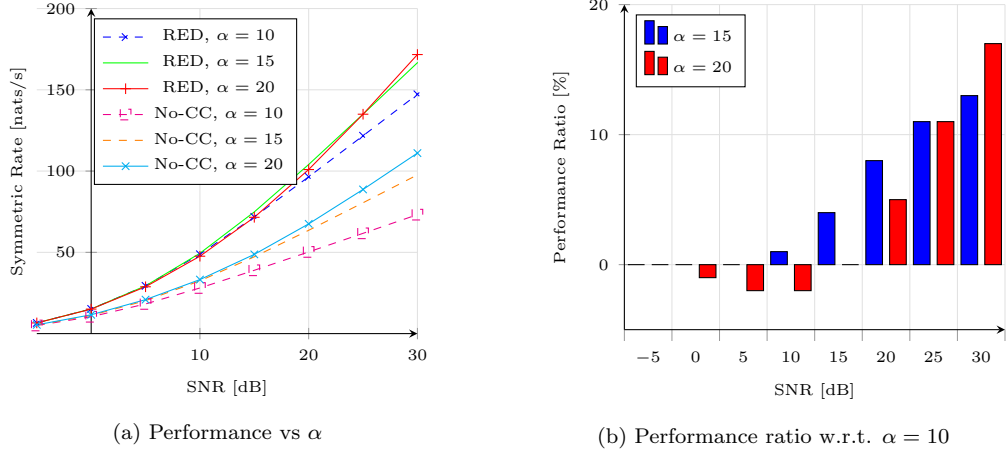 200
150
100
50
10
20
30
Symmetric Rate [nats/s]
SNR [dB]
RED, α = 10
RED, α = 15
RED, α = 20
No-CC, α = 10
No-CC, α = 15
No-CC, α = 20
(a) Performance vs α
20
10
0
−5
0
5
10
15
20
25
30
Performance Ratio [%]
SNR [dB]
α = 15
α = 20
(b) Performance ratio w.r.t. α = 10